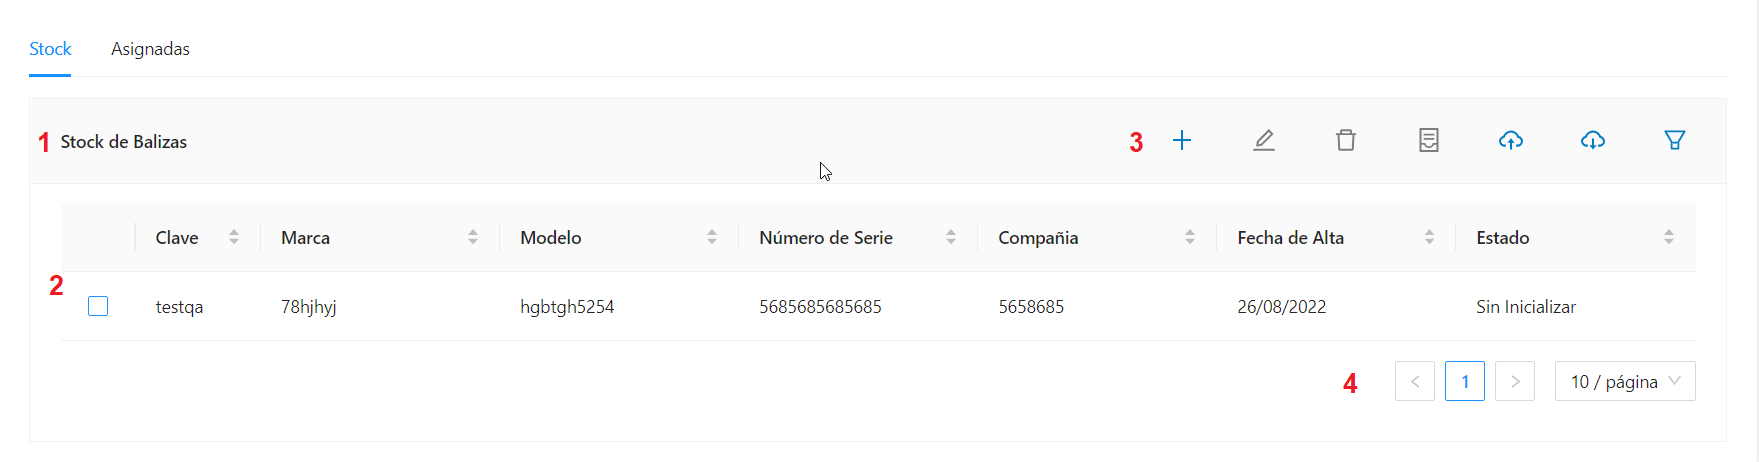 Stock Asignadas
1 Stock de Balizas 3
Clave Marca Modelo Número de Serie Compañia Fecha de Alta Estado
2 testqa 78hjhyj hgbtgh5254 5685685685685 5658685 26/08/2022 Sin Inicializar
4 < 1 > 10 / página